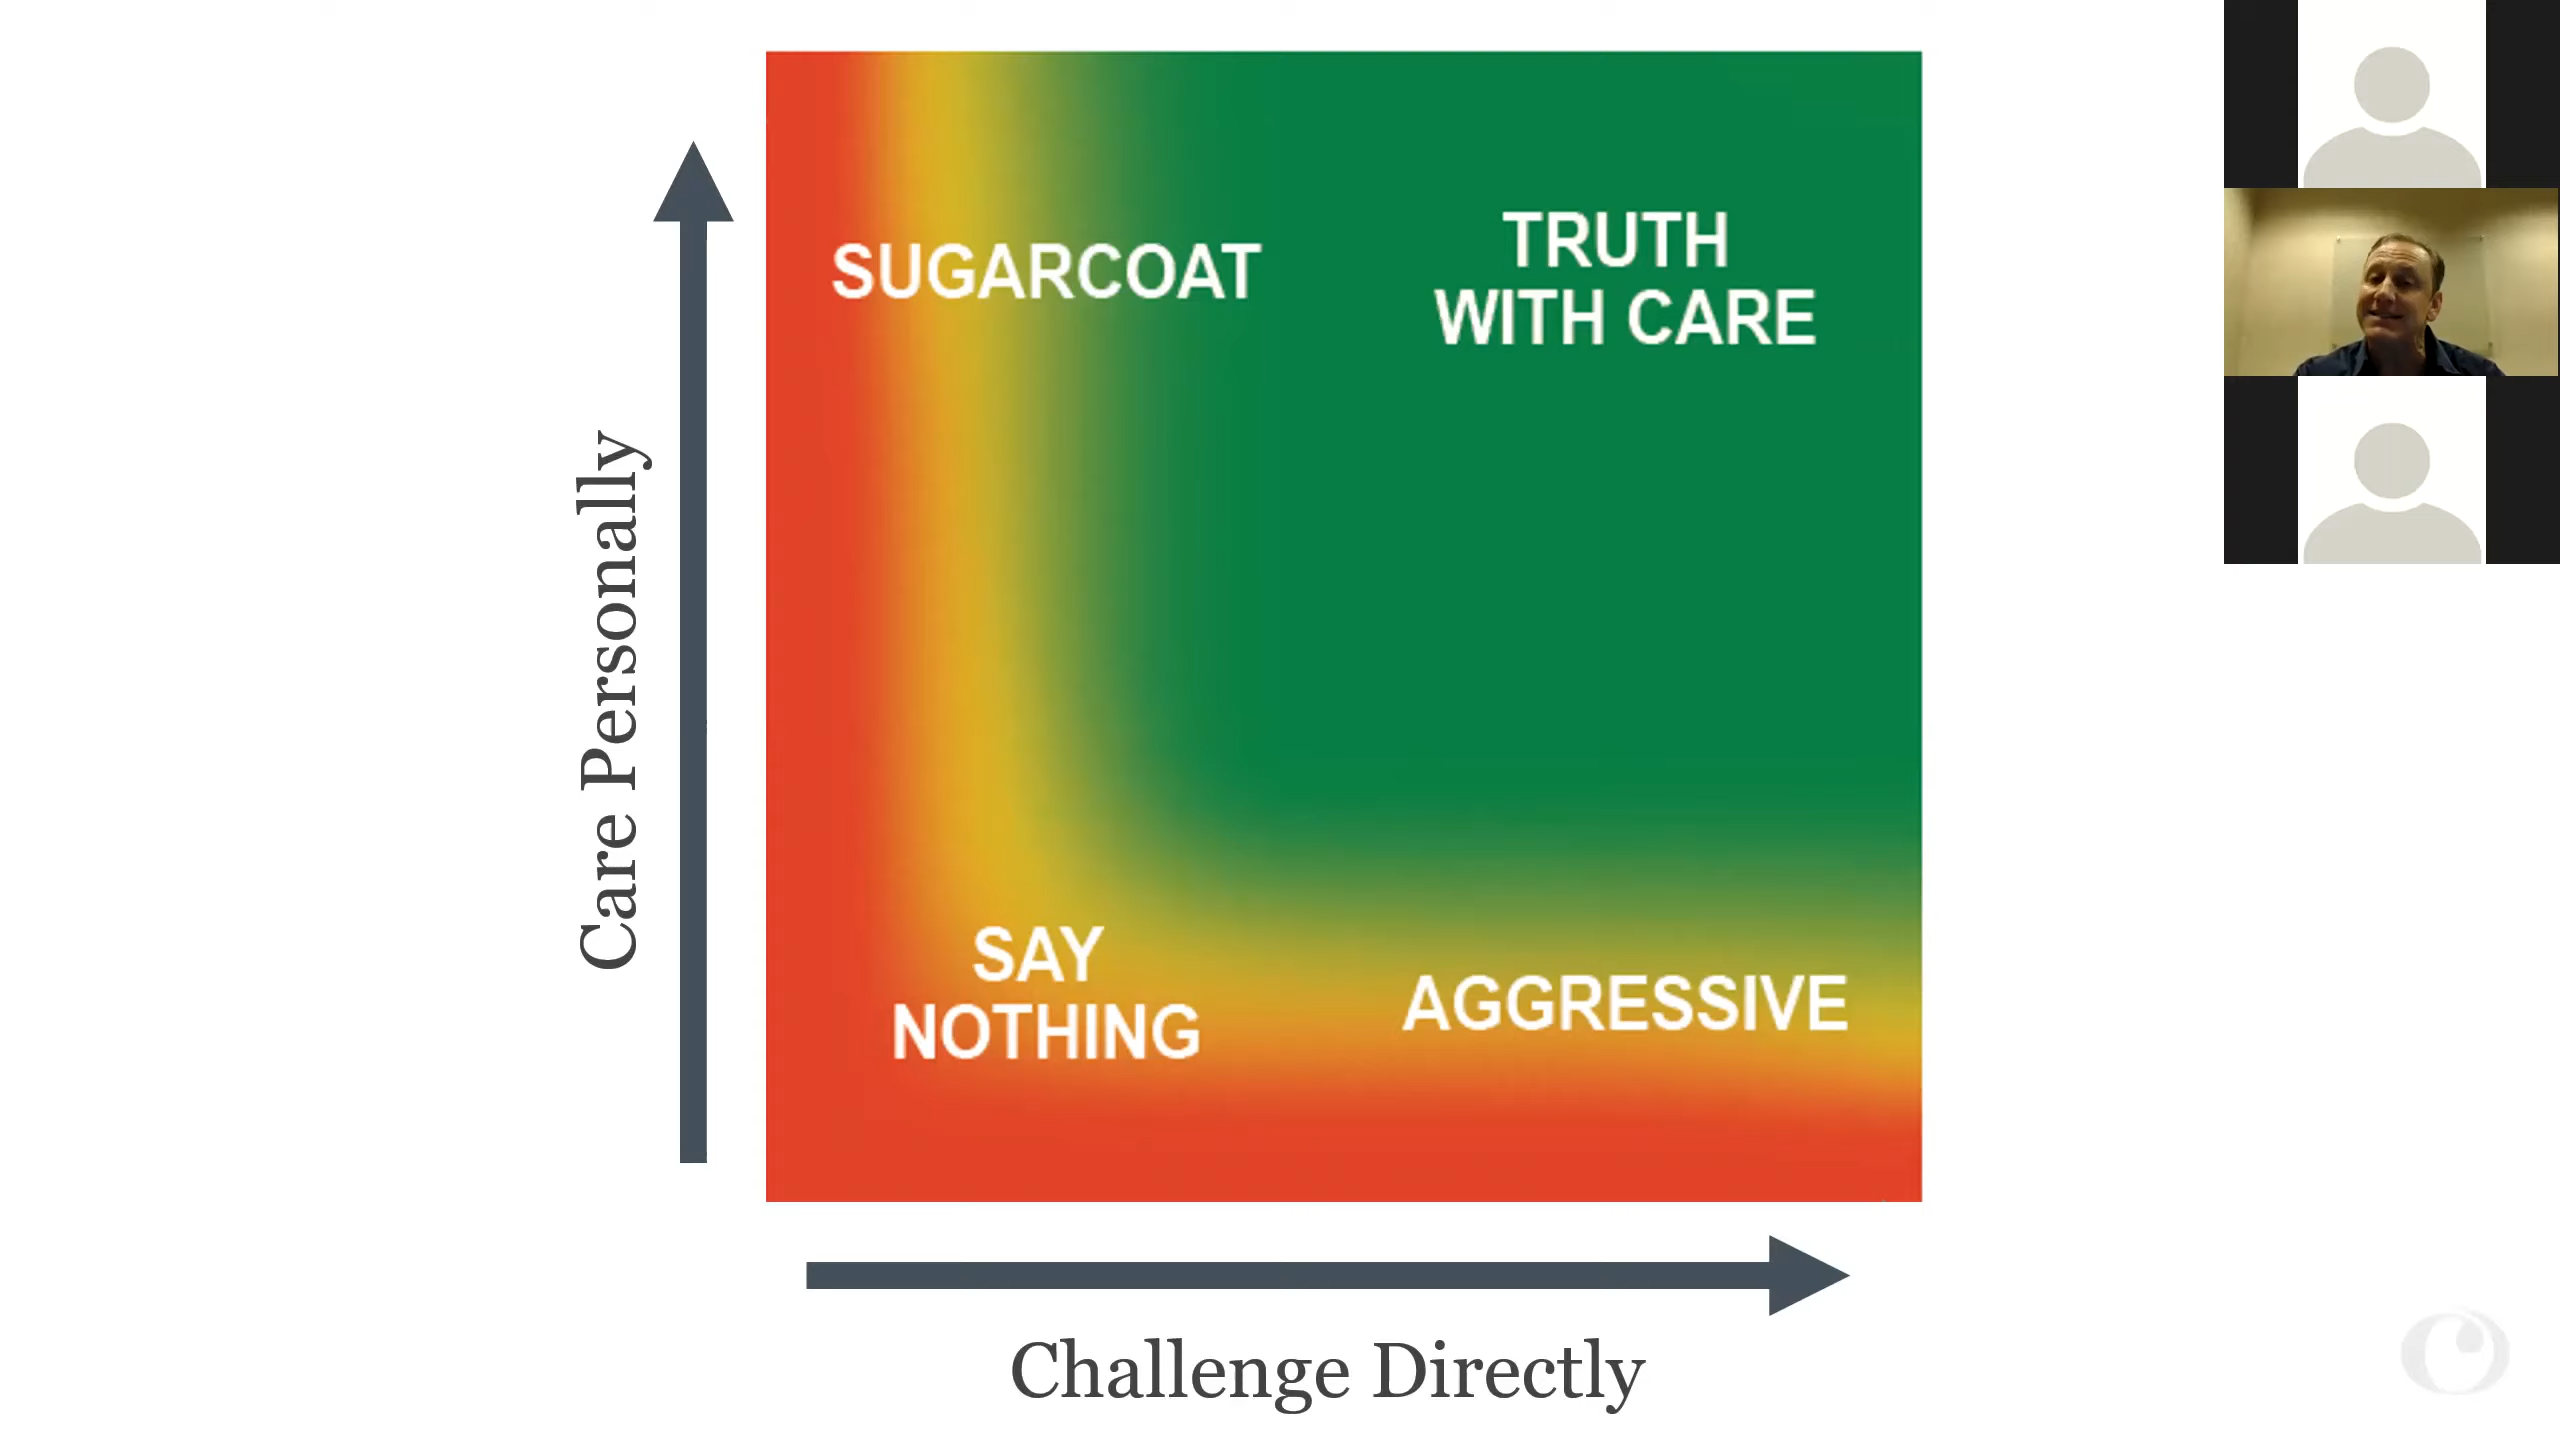 SUGARCOAT
TRUTH
WITH CARE
Care Personally
SAY
NOTHING
AGGRESSIVE
Challenge Directly